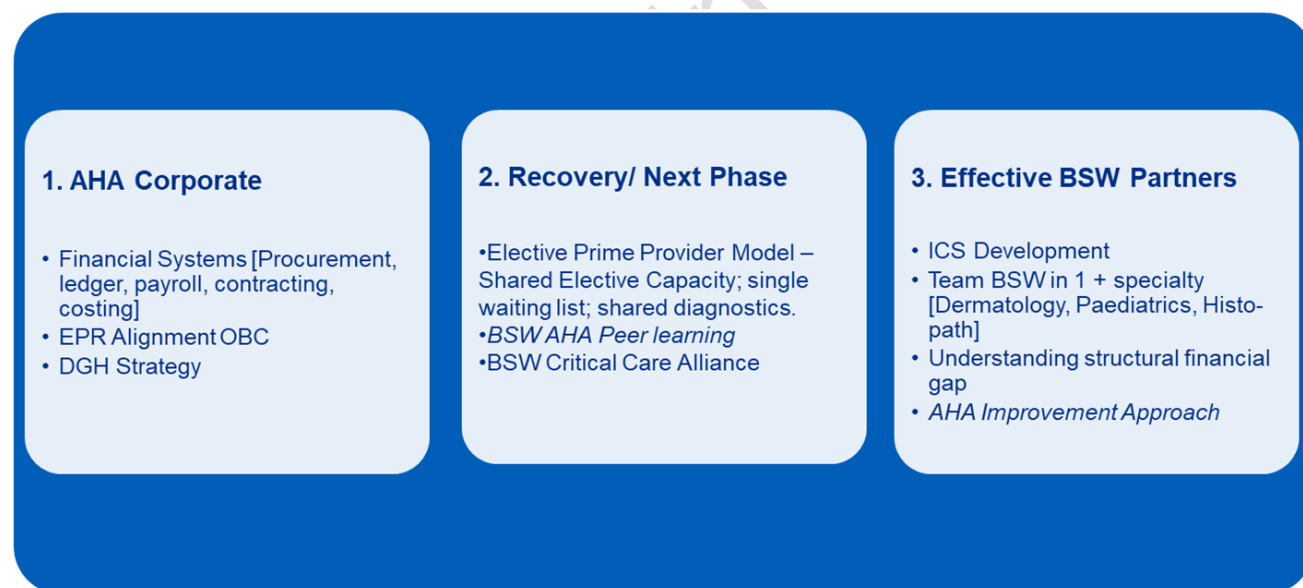 1. AHA Corporate
• Financial Systems [Procurement,
ledger, payroll, contracting,
costing]
• EPR Alignment OBC
• DGH Strategy
2. Recovery/ Next Phase
•Elective Prime Provider Model –
Shared Elective Capacity; single
waiting list; shared diagnostics.
•BSW AHA Peer learning
•BSW Critical Care Alliance
3. Effective BSW Partners
• ICS Development
• Team BSW in 1 + specialty
[Dermatology, Paediatrics, Histo-
path]
• Understanding structural financial
gap
• AHA Improvement Approach